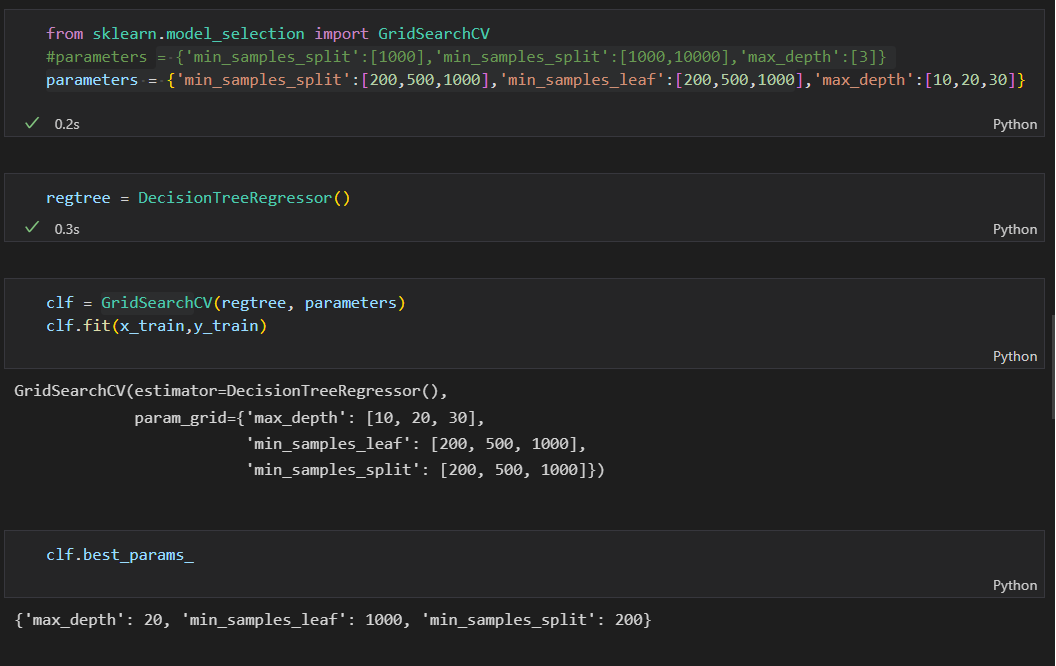 from sklearn.model_selection import GridSearchCV
#parameters = {'min_samples_split':[1000],'min_samples_split':[1000,10000],'max_depth':[3]}
parameters = {'min_samples_split':[200,500,1000],'min_samples_leaf':[200,500,1000],'max_depth':[10,20,30]}
0.2s
Python
regtree = DecisionTreeRegressor()
0.3s
Python
clf = GridSearchCV(regtree, parameters)
clf.fit(x_train,y_train)
Python
GridSearchCV(estimator=DecisionTreeRegressor(),
             param_grid={'max_depth': [10, 20, 30],
                         'min_samples_leaf': [200, 500, 1000],
                         'min_samples_split': [200, 500, 1000]})
clf.best_params_
Python
{'max_depth': 20, 'min_samples_leaf': 1000, 'min_samples_split': 200}